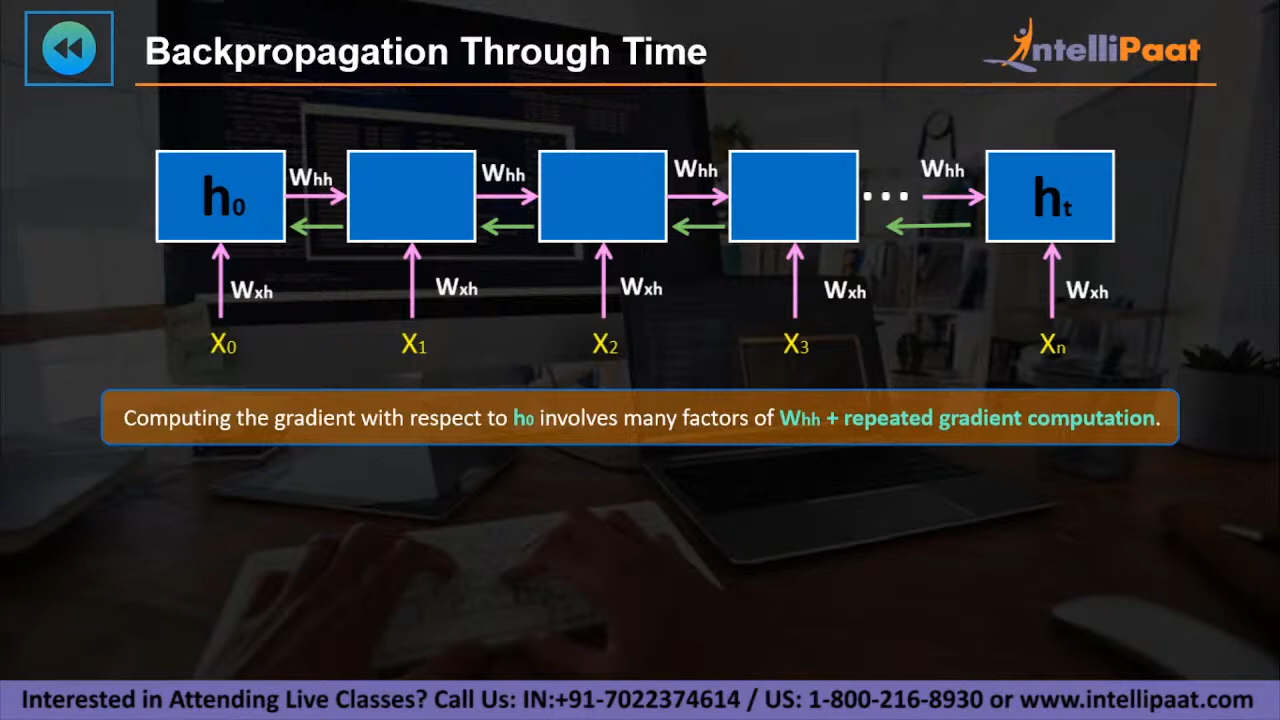 Backpropagation Through Time
IntelliPaat
Whh Whh Whh Whh
h0 ... ht
Wxh Wxh Wxh Wxh Wxh
X0 X1 X2 X3 Xn
Computing the gradient with respect to h0 involves many factors of Whh + repeated gradient computation.
Interested in Attending Live Classes? Call Us: IN:+91-7022374614 / US: 1-800-216-8930 or www.intellipaat.com